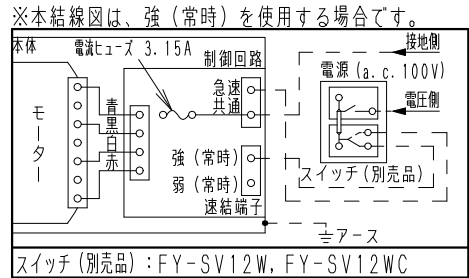 ※本結線図は、強（常時）を使用する場合です。
本体
電流ヒューズ 3.15A
制御回路
接地側
急速
共通
電源（a.c.100V）
電圧側
モーター
青
黒
白
赤
強（常時）
弱（常時）
速結端子
スイッチ（別売品）
アース
スイッチ（別売品）：FY-SV12W，FY-SV12WC